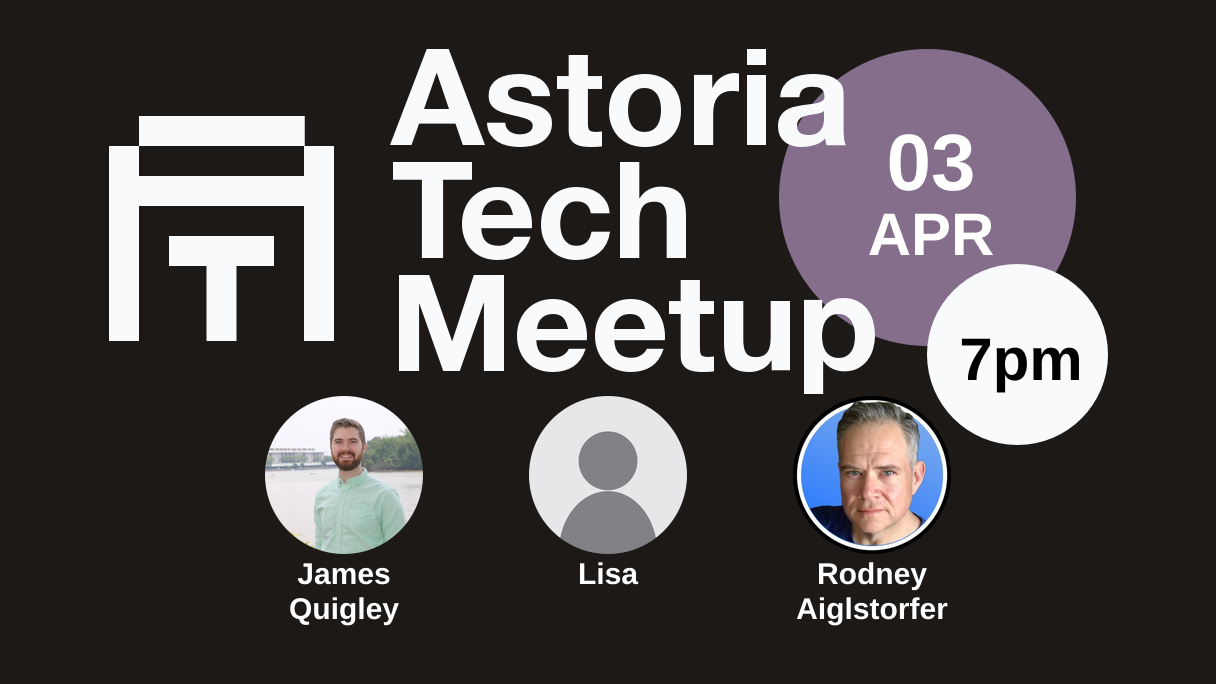 Astoria
Tech
Meetup
03
APR
7pm
James
Quigley
Lisa
Rodney
Aiglstorfer